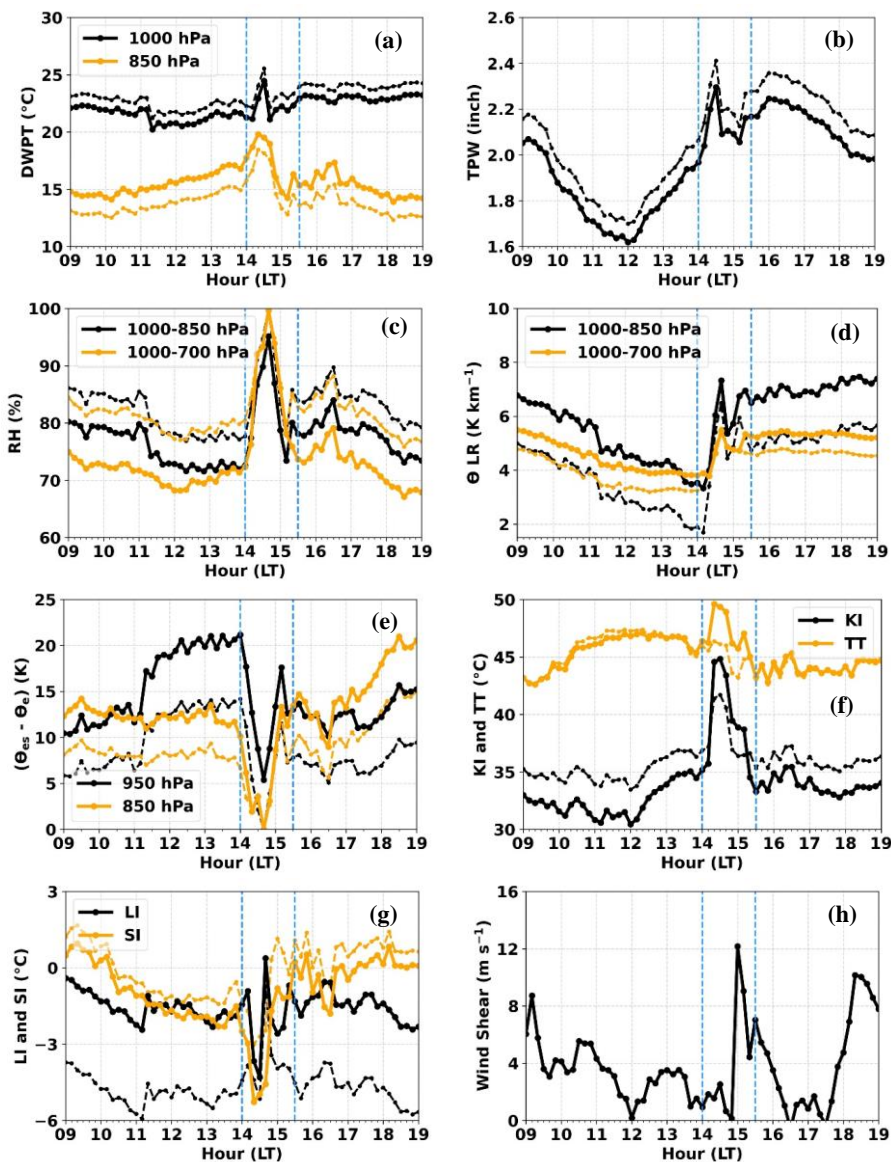 (a)
1000 hPa
850 hPa
DWPT (°C)
30
25
20
15
10
09 10 11 12 13 14 15 16 17 18 19
Hour (LT)
(b)
TPW (inch)
2.6
2.4
2.2
2.0
1.8
1.6
09 10 11 12 13 14 15 16 17 18 19
Hour (LT)
(c)
1000-850 hPa
1000-700 hPa
RH (%)
100
90
80
70
60
09 10 11 12 13 14 15 16 17 18 19
Hour (LT)
(d)
1000-850 hPa
1000-700 hPa
Θ LR (K km⁻¹)
10
8
6
4
2
09 10 11 12 13 14 15 16 17 18 19
Hour (LT)
(e)
(Θes - Θe) (K)
25
20
15
10
5
0
950 hPa
850 hPa
09 10 11 12 13 14 15 16 17 18 19
Hour (LT)
KI
TT
(f)
KI and TT (°C)
50
45
40
35
30
09 10 11 12 13 14 15 16 17 18 19
Hour (LT)
(g)
LI
SI
LI and SI (°C)
3
0
−3
−6
09 10 11 12 13 14 15 16 17 18 19
Hour (LT)
(h)
Wind Shear (m s⁻¹)
16
12
8
4
0
09 10 11 12 13 14 15 16 17 18 19
Hour (LT)